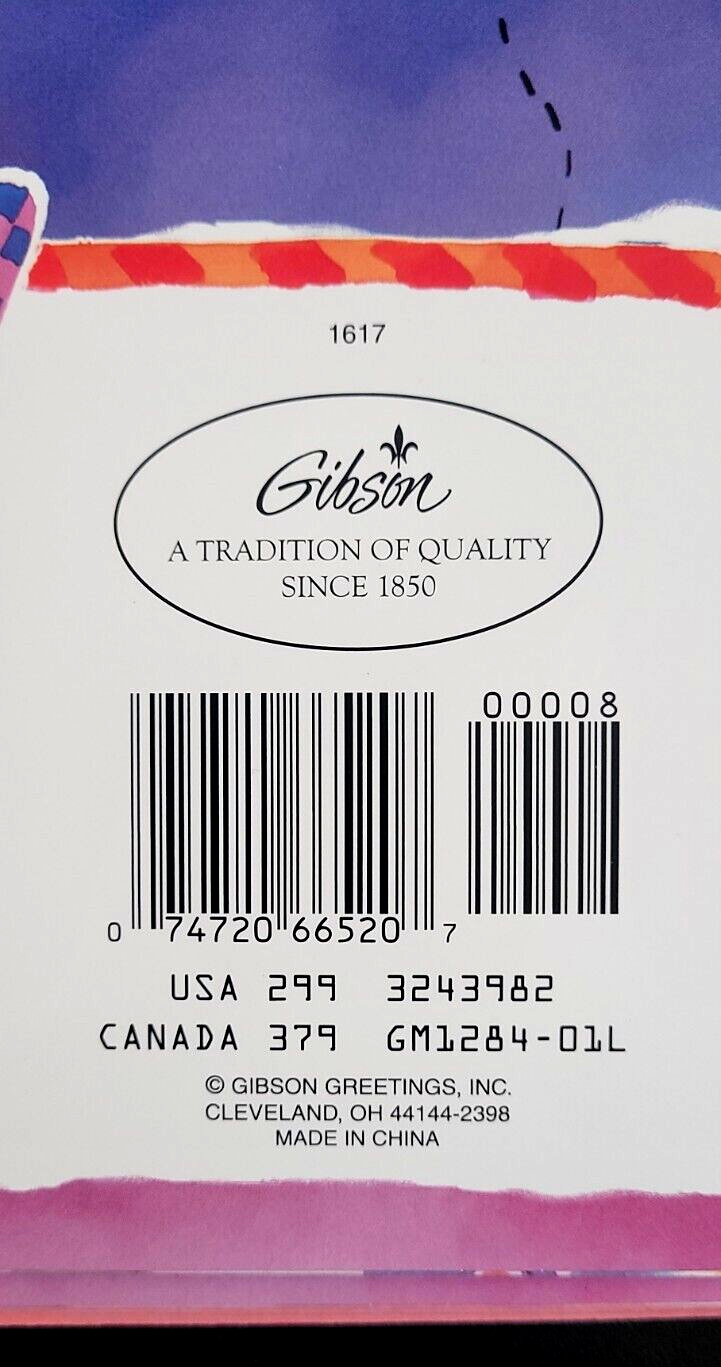 1617
Gibson
A TRADITION OF QUALITY
SINCE 1850
00008
0 74720 66520 7
USA 299 3243982
CANADA 379 GM1284-01L
© GIBSON GREETINGS, INC.
CLEVELAND, OH 44144-2398
MADE IN CHINA